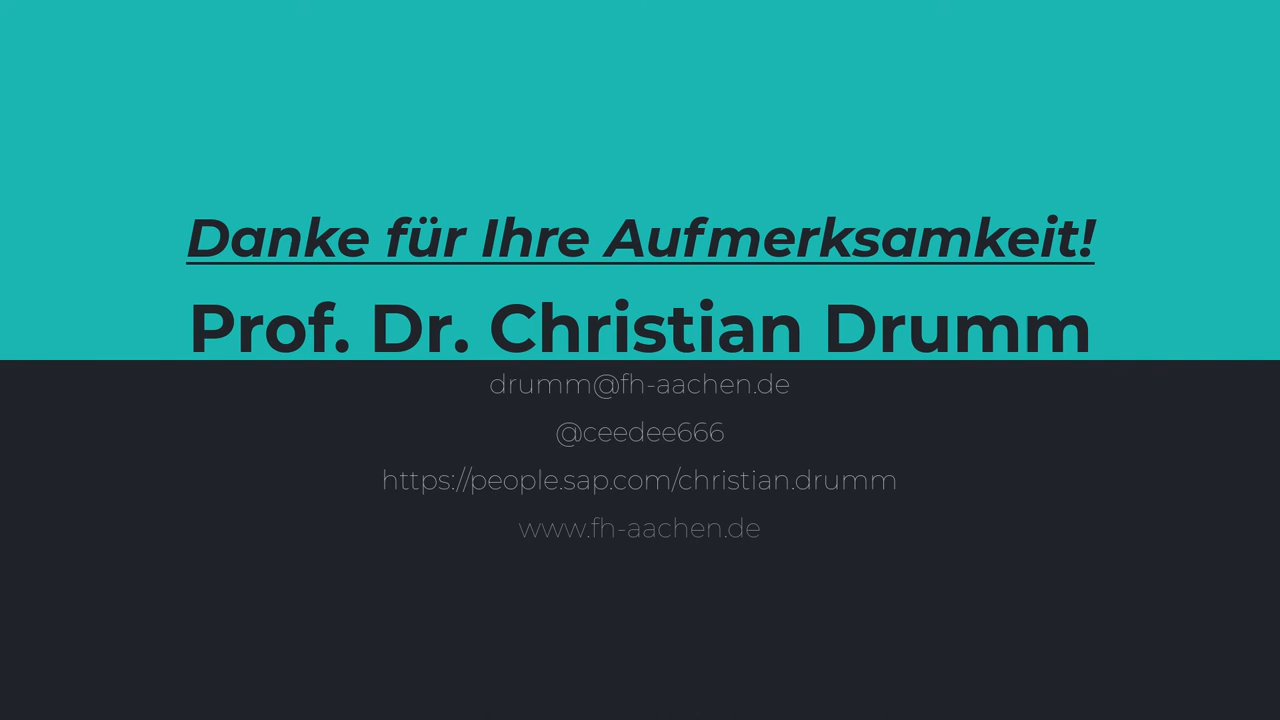 Danke für Ihre Aufmerksamkeit!
Prof. Dr. Christian Drumm
drumm@fh-aachen.de
@ceedee666
https://people.sap.com/christian.drumm
www.fh-aachen.de